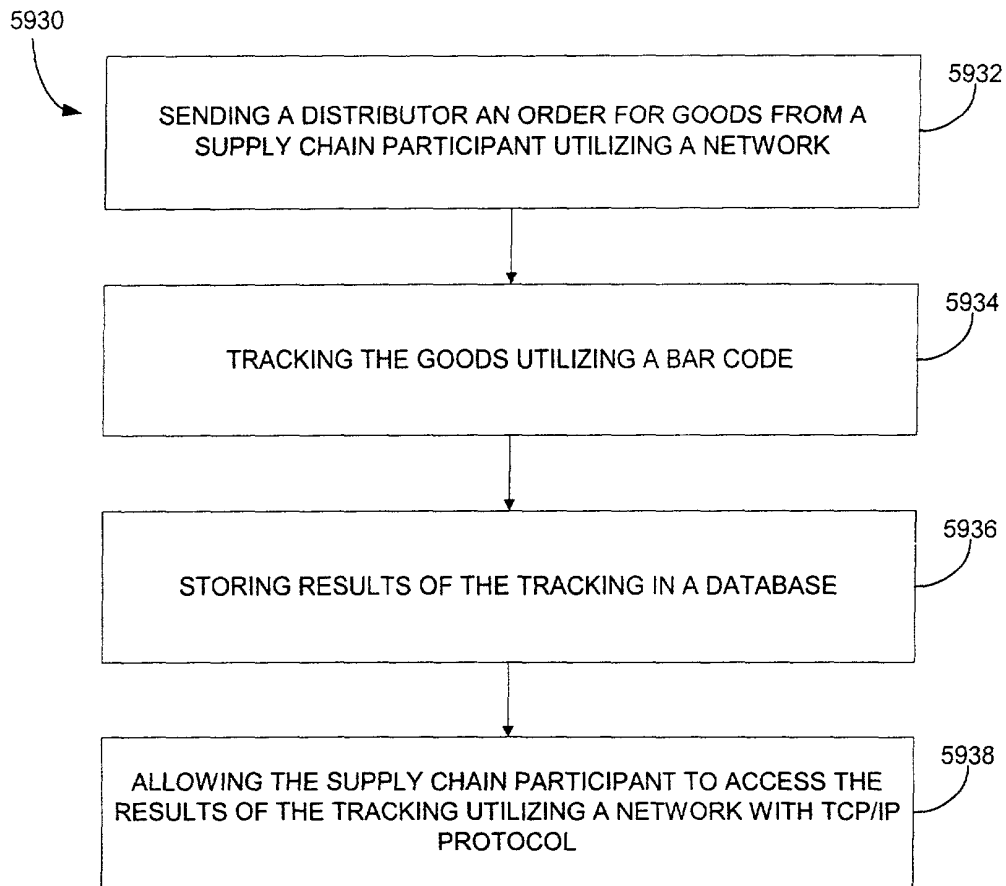 5930
5932
SENDING A DISTRIBUTOR AN ORDER FOR GOODS FROM A
SUPPLY CHAIN PARTICIPANT UTILIZING A NETWORK
5934
TRACKING THE GOODS UTILIZING A BAR CODE
5936
STORING RESULTS OF THE TRACKING IN A DATABASE
5938
ALLOWING THE SUPPLY CHAIN PARTICIPANT TO ACCESS THE
RESULTS OF THE TRACKING UTILIZING A NETWORK WITH TCP/IP
PROTOCOL